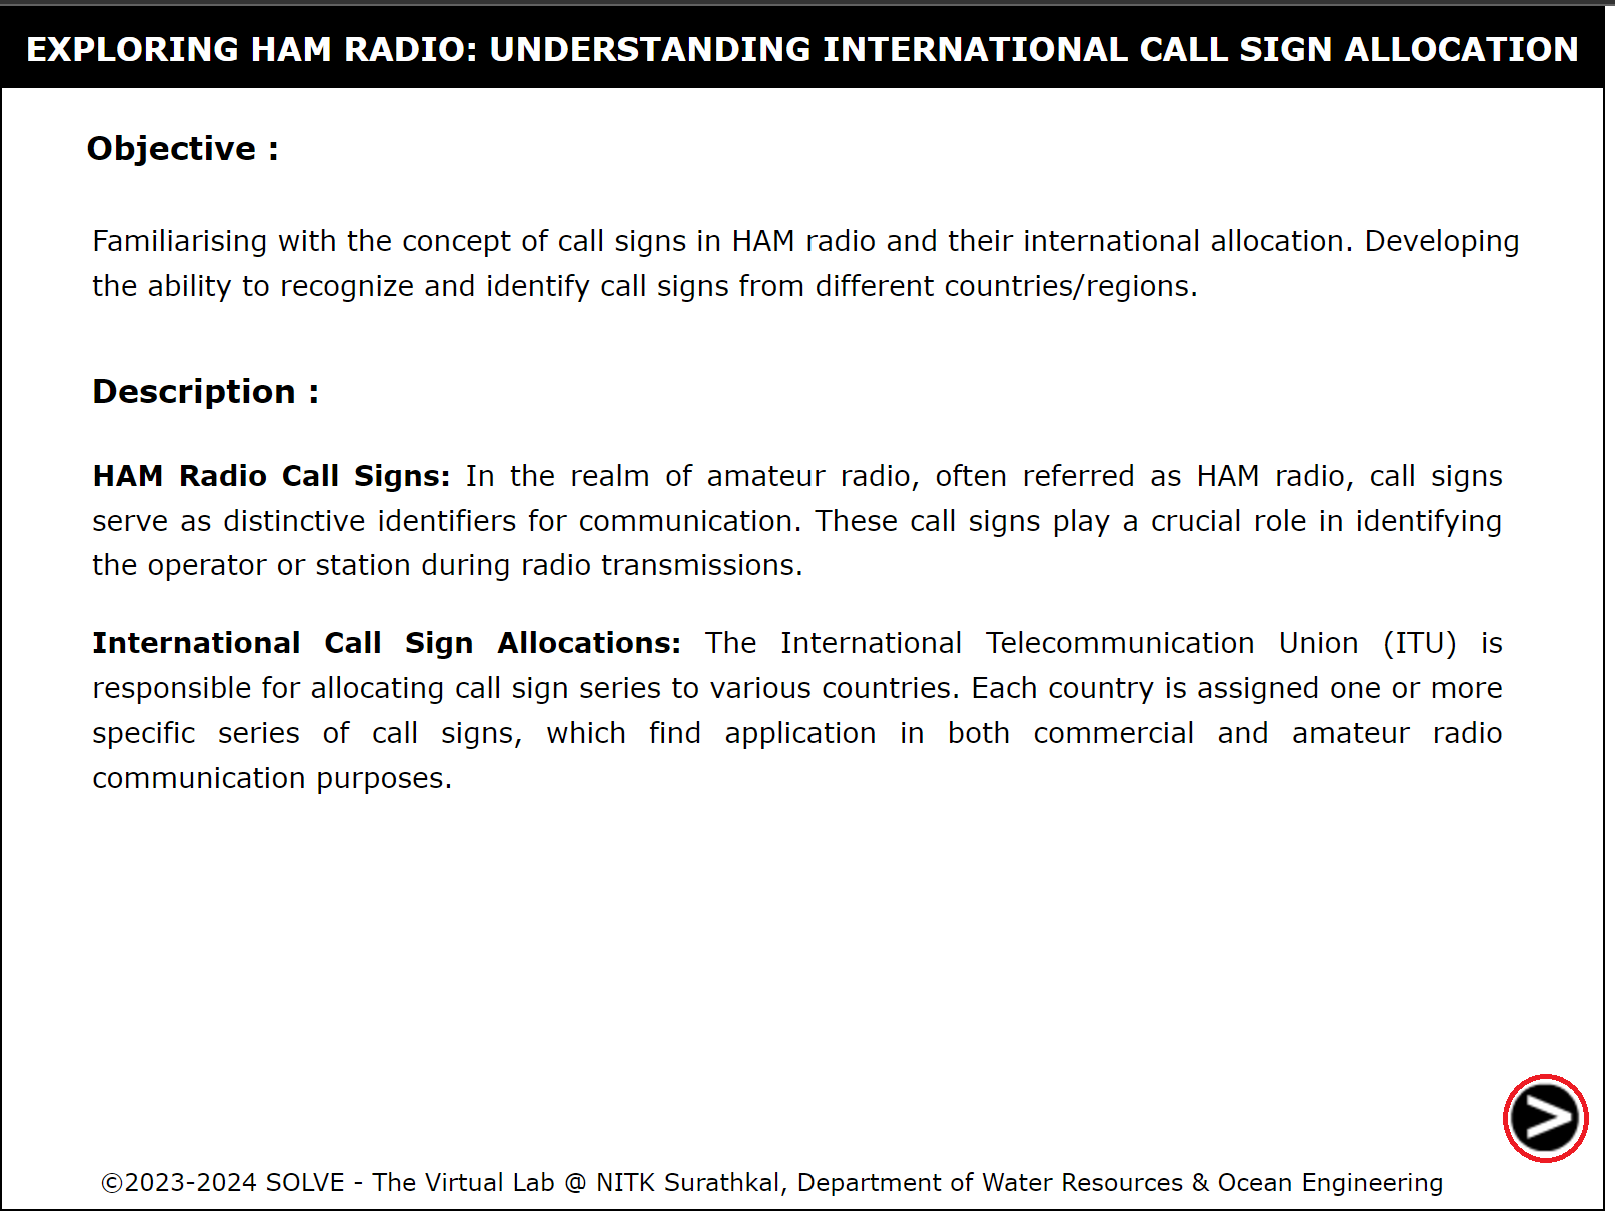 EXPLORING HAM RADIO: UNDERSTANDING INTERNATIONAL CALL SIGN ALLOCATION
Objective :
Familiarising with the concept of call signs in HAM radio and their international allocation. Developing
the ability to recognize and identify call signs from different countries/regions.
Description :
HAM Radio Call Signs: In the realm of amateur radio, often referred as HAM radio, call signs
serve as distinctive identifiers for communication. These call signs play a crucial role in identifying
the operator or station during radio transmissions.
International Call Sign Allocations: The International Telecommunication Union (ITU) is
responsible for allocating call sign series to various countries. Each country is assigned one or more
specific series of call signs, which find application in both commercial and amateur radio
communication purposes.
>
©2023-2024 SOLVE - The Virtual Lab @ NITK Surathkal, Department of Water Resources & Ocean Engineering